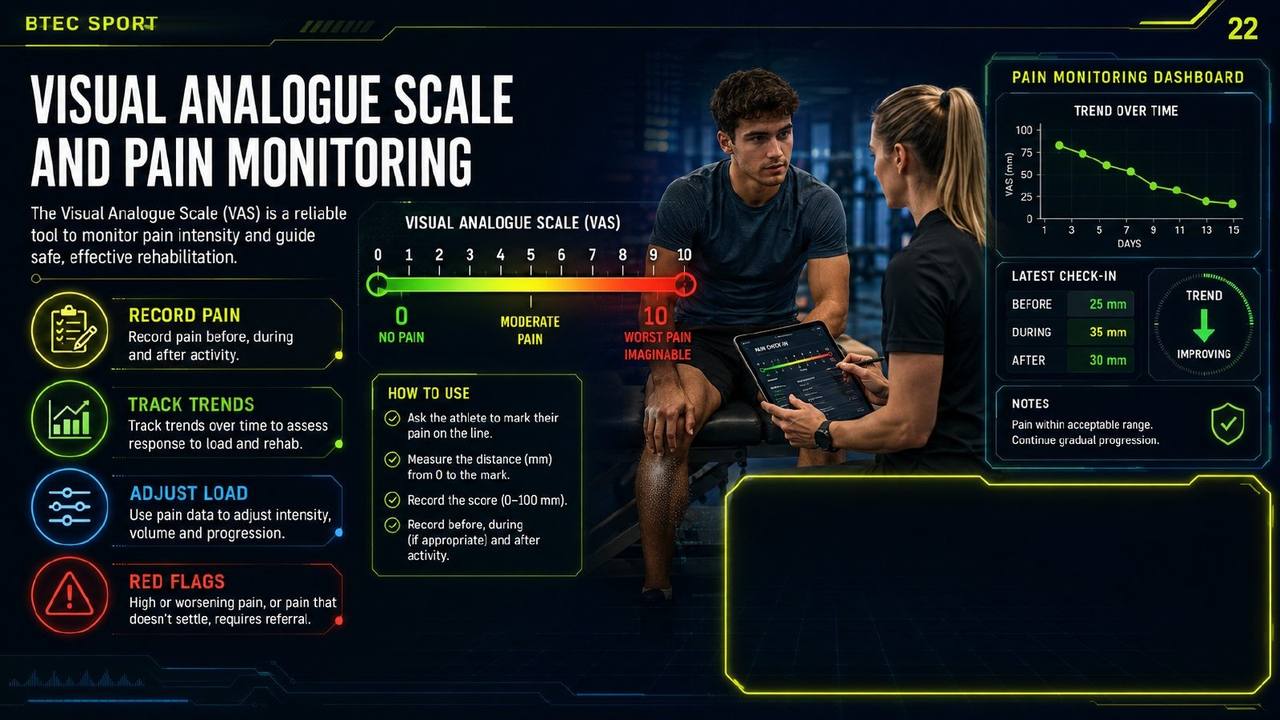 BTEC SPORT
22
VISUAL ANALOGUE SCALE
AND PAIN MONITORING
The Visual Analogue Scale (VAS) is a reliable
tool to monitor pain intensity and guide
safe, effective rehabilitation.
RECORD PAIN
Record pain before, during
and after activity.
TRACK TRENDS
Track trends over time to assess
response to load and rehab.
ADJUST LOAD
Use pain data to adjust intensity,
volume and progression.
RED FLAGS
High or worsening pain, or pain that
doesn't settle, requires referral.
VISUAL ANALOGUE SCALE (VAS)
0 1 2 3 4 5 6 7 8 9 10
0
NO PAIN
MODERATE
PAIN
10
WORST PAIN
IMAGINABLE
HOW TO USE
Ask the athlete to mark their
pain on the line.
Measure the distance (mm)
from 0 to the mark.
Record the score (0–100 mm).
Record before, during
(if appropriate) and after
activity.
PAIN CHECK-IN
PAIN MONITORING DASHBOARD
TREND OVER TIME
VAS (mm)
100
75
50
25
0
1 3 5 7 9 11 13 15
DAYS
LATEST CHECK-IN
BEFORE 25 mm
DURING 35 mm
AFTER 30 mm
TREND
IMPROVING
NOTES
Pain within acceptable range.
Continue gradual progression.